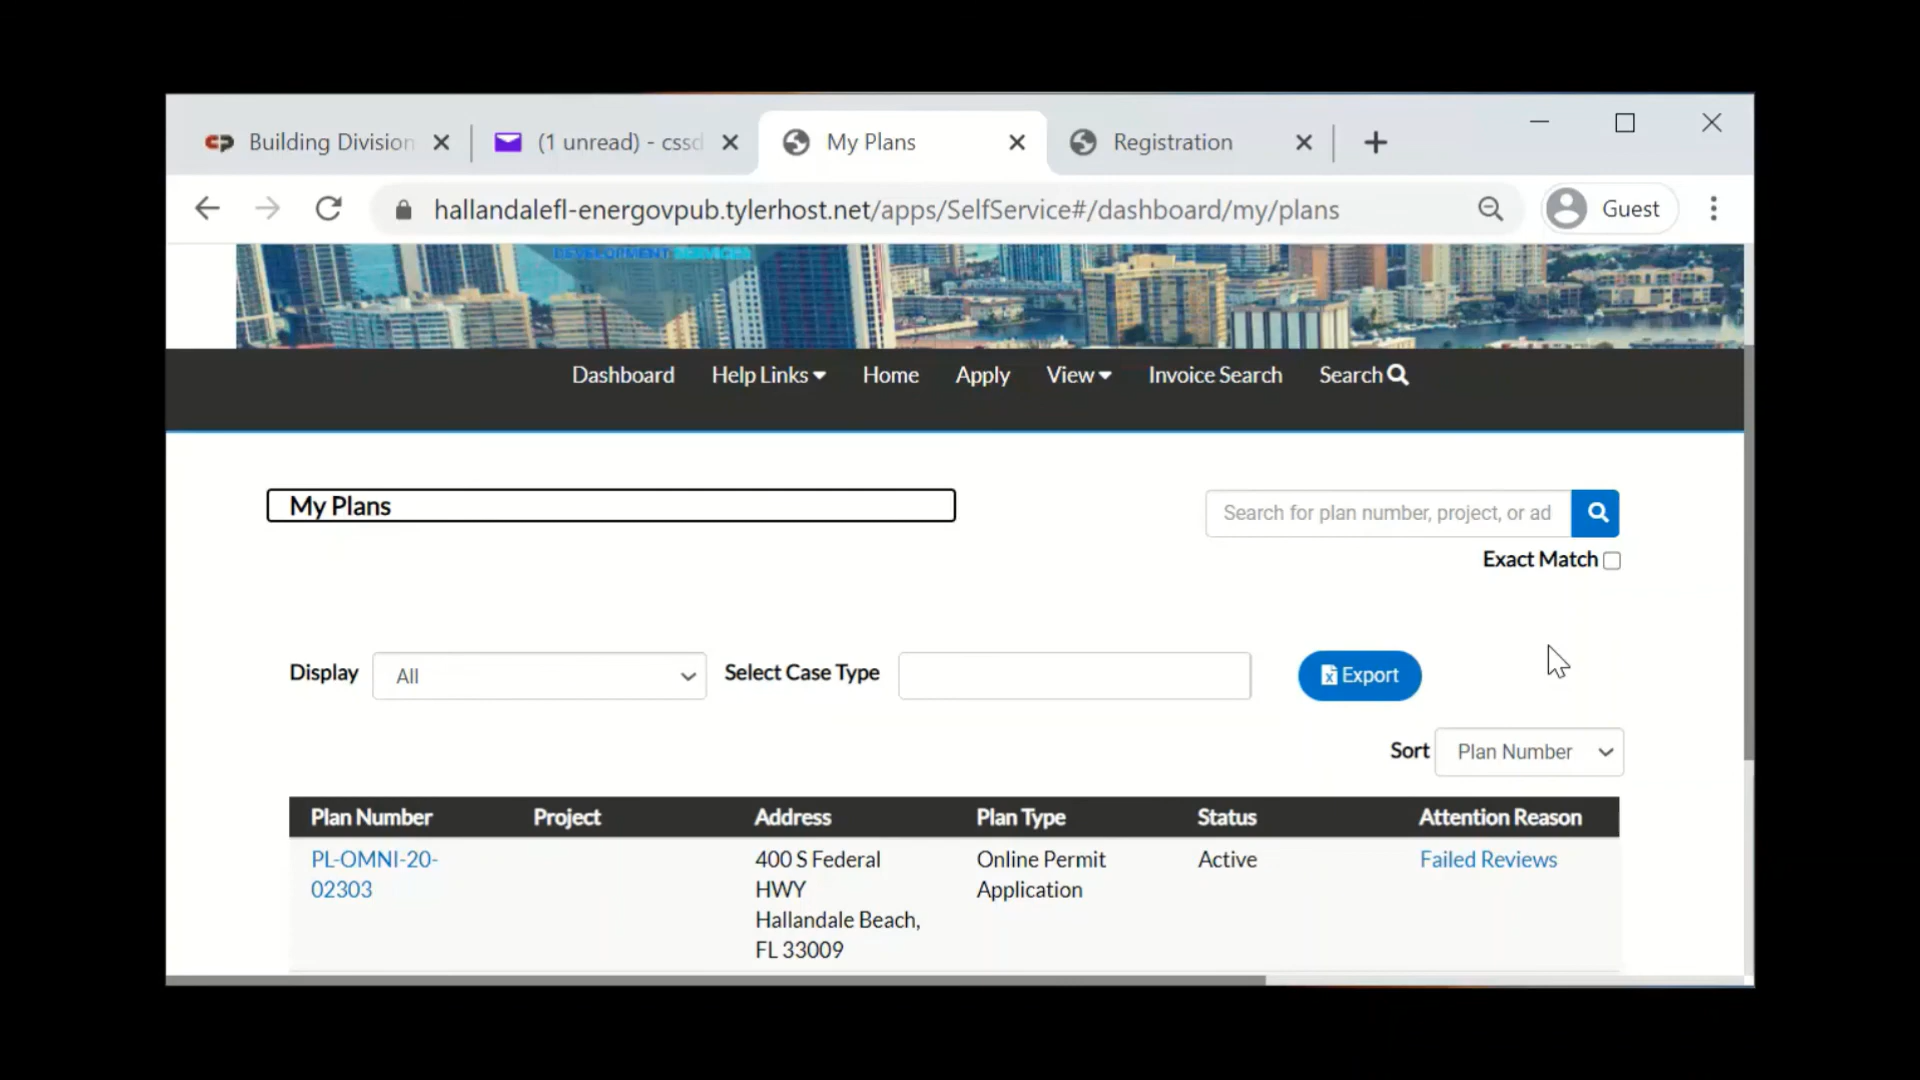 Building Division
(1 unread) - cssd
My Plans
Registration
hallandalefl-energovpub.tylerhost.net/apps/SelfService#/dashboard/my/plans
Guest
DEVELOPMENT SERVICES
Dashboard
Help Links
Home
Apply
View
Invoice Search
Search
My Plans
Search for plan number, project, or ad
Exact Match
Display
All
Select Case Type
Export
Sort
Plan Number
Plan Number Project Address Plan Type Status Attention Reason
PL-OMNI-20-
02303
400 S Federal
HWY
Hallandale Beach,
FL 33009
Online Permit
Application
Active
Failed Reviews